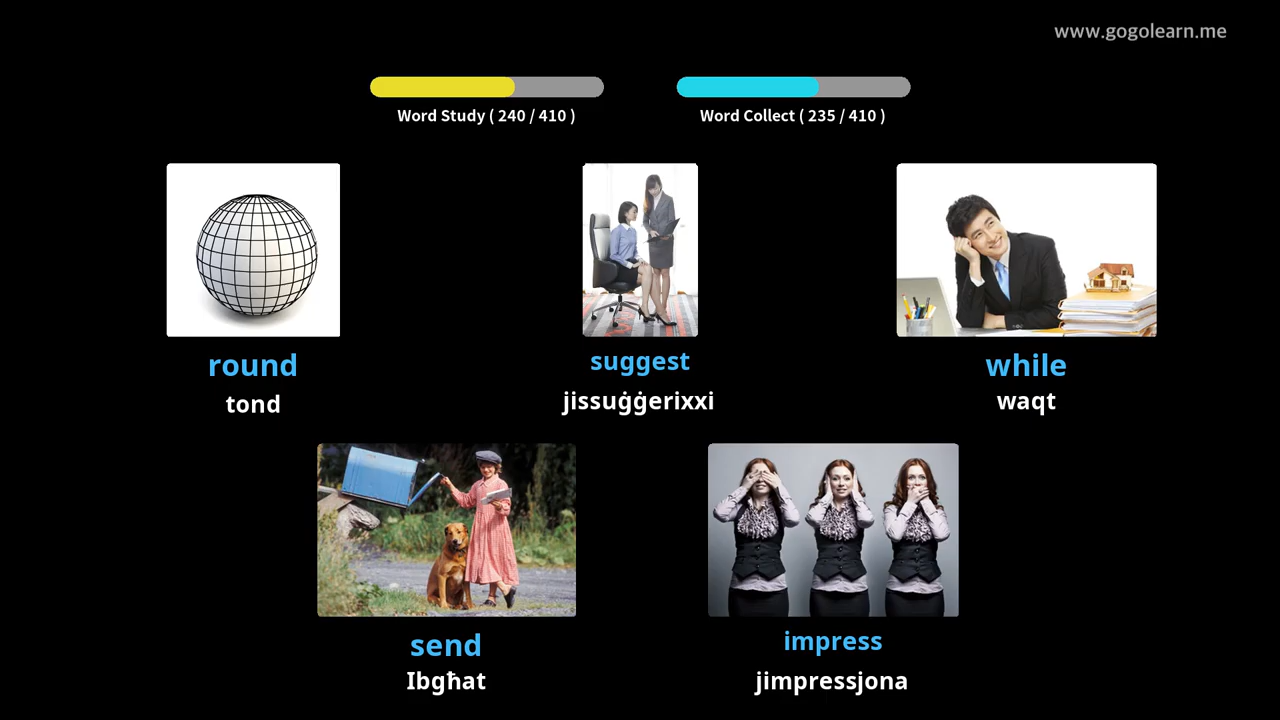 www.gogolearn.me
Word Study ( 240 / 410 )
Word Collect ( 235 / 410 )
round
tond
suggest
jissuġġerixxi
while
waqt
send
Ibgħat
impress
jimpressjona